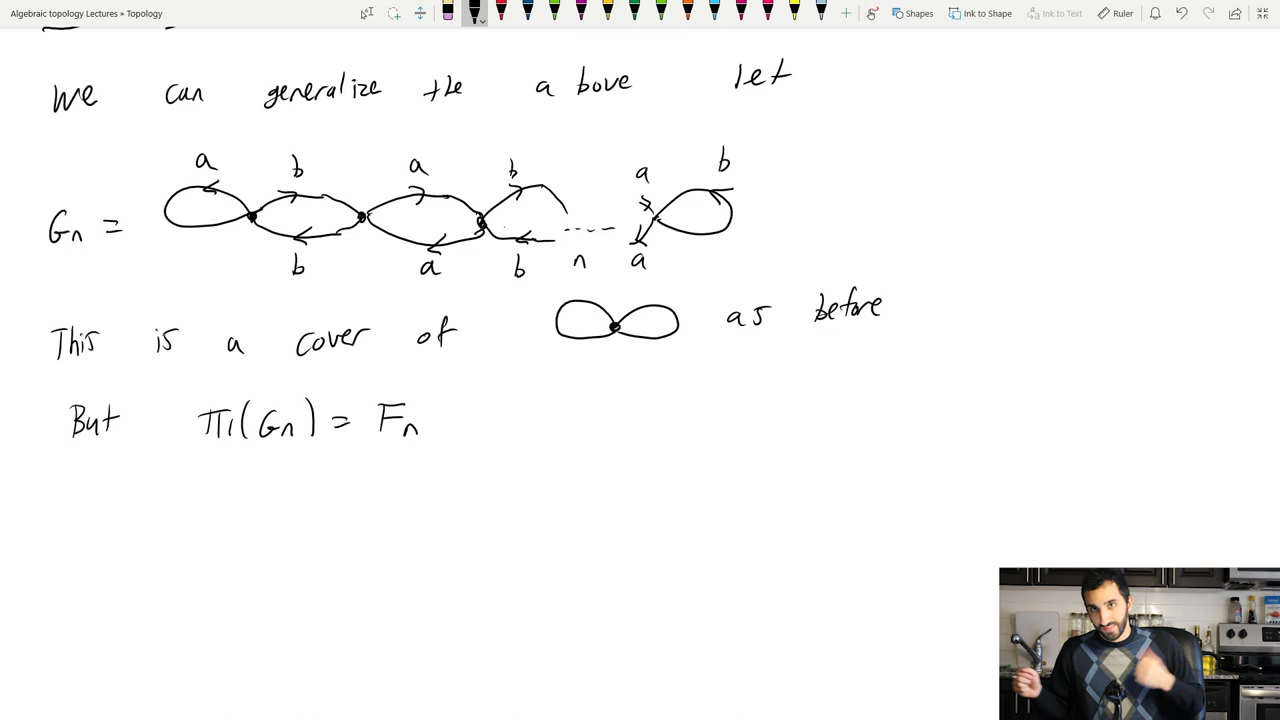 Algebraic topology Lectures » Topology
Shapes
Ink to Shape
Ink to Text
Ruler
We can generalize the above let
a b a b a b
Gn =
b a b n a
This is a cover of as before
But π1(Gn) = Fn